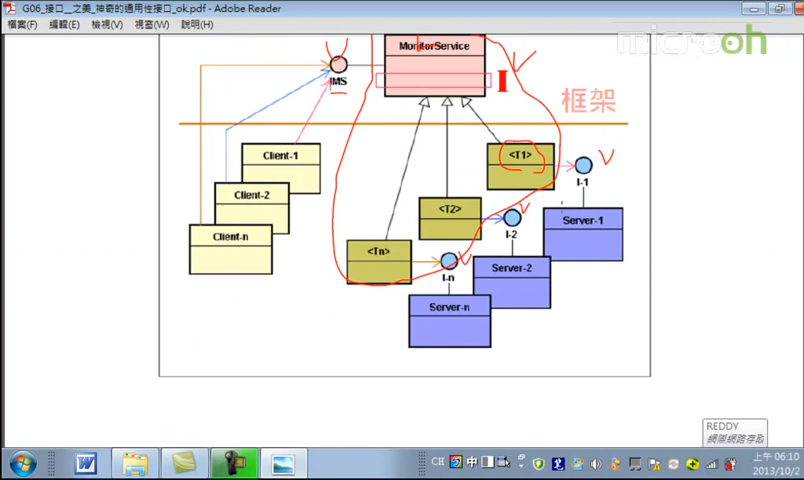 G06_接口__之美_神奇的通用性接口_ok.pdf - Adobe Reader
檔案(F) 編輯(E) 檢視(V) 視窗(W) 說明(H)
microoh
MonitorService
IMS
I
框架
Client-1
<T1>
I-1
Client-2
<T2>
Server-1
Client-n
I-2
<Tn>
Server-2
I-n
Server-n
REDDY
網際網路存取
CH 中
上午 06:10
2013/10/2